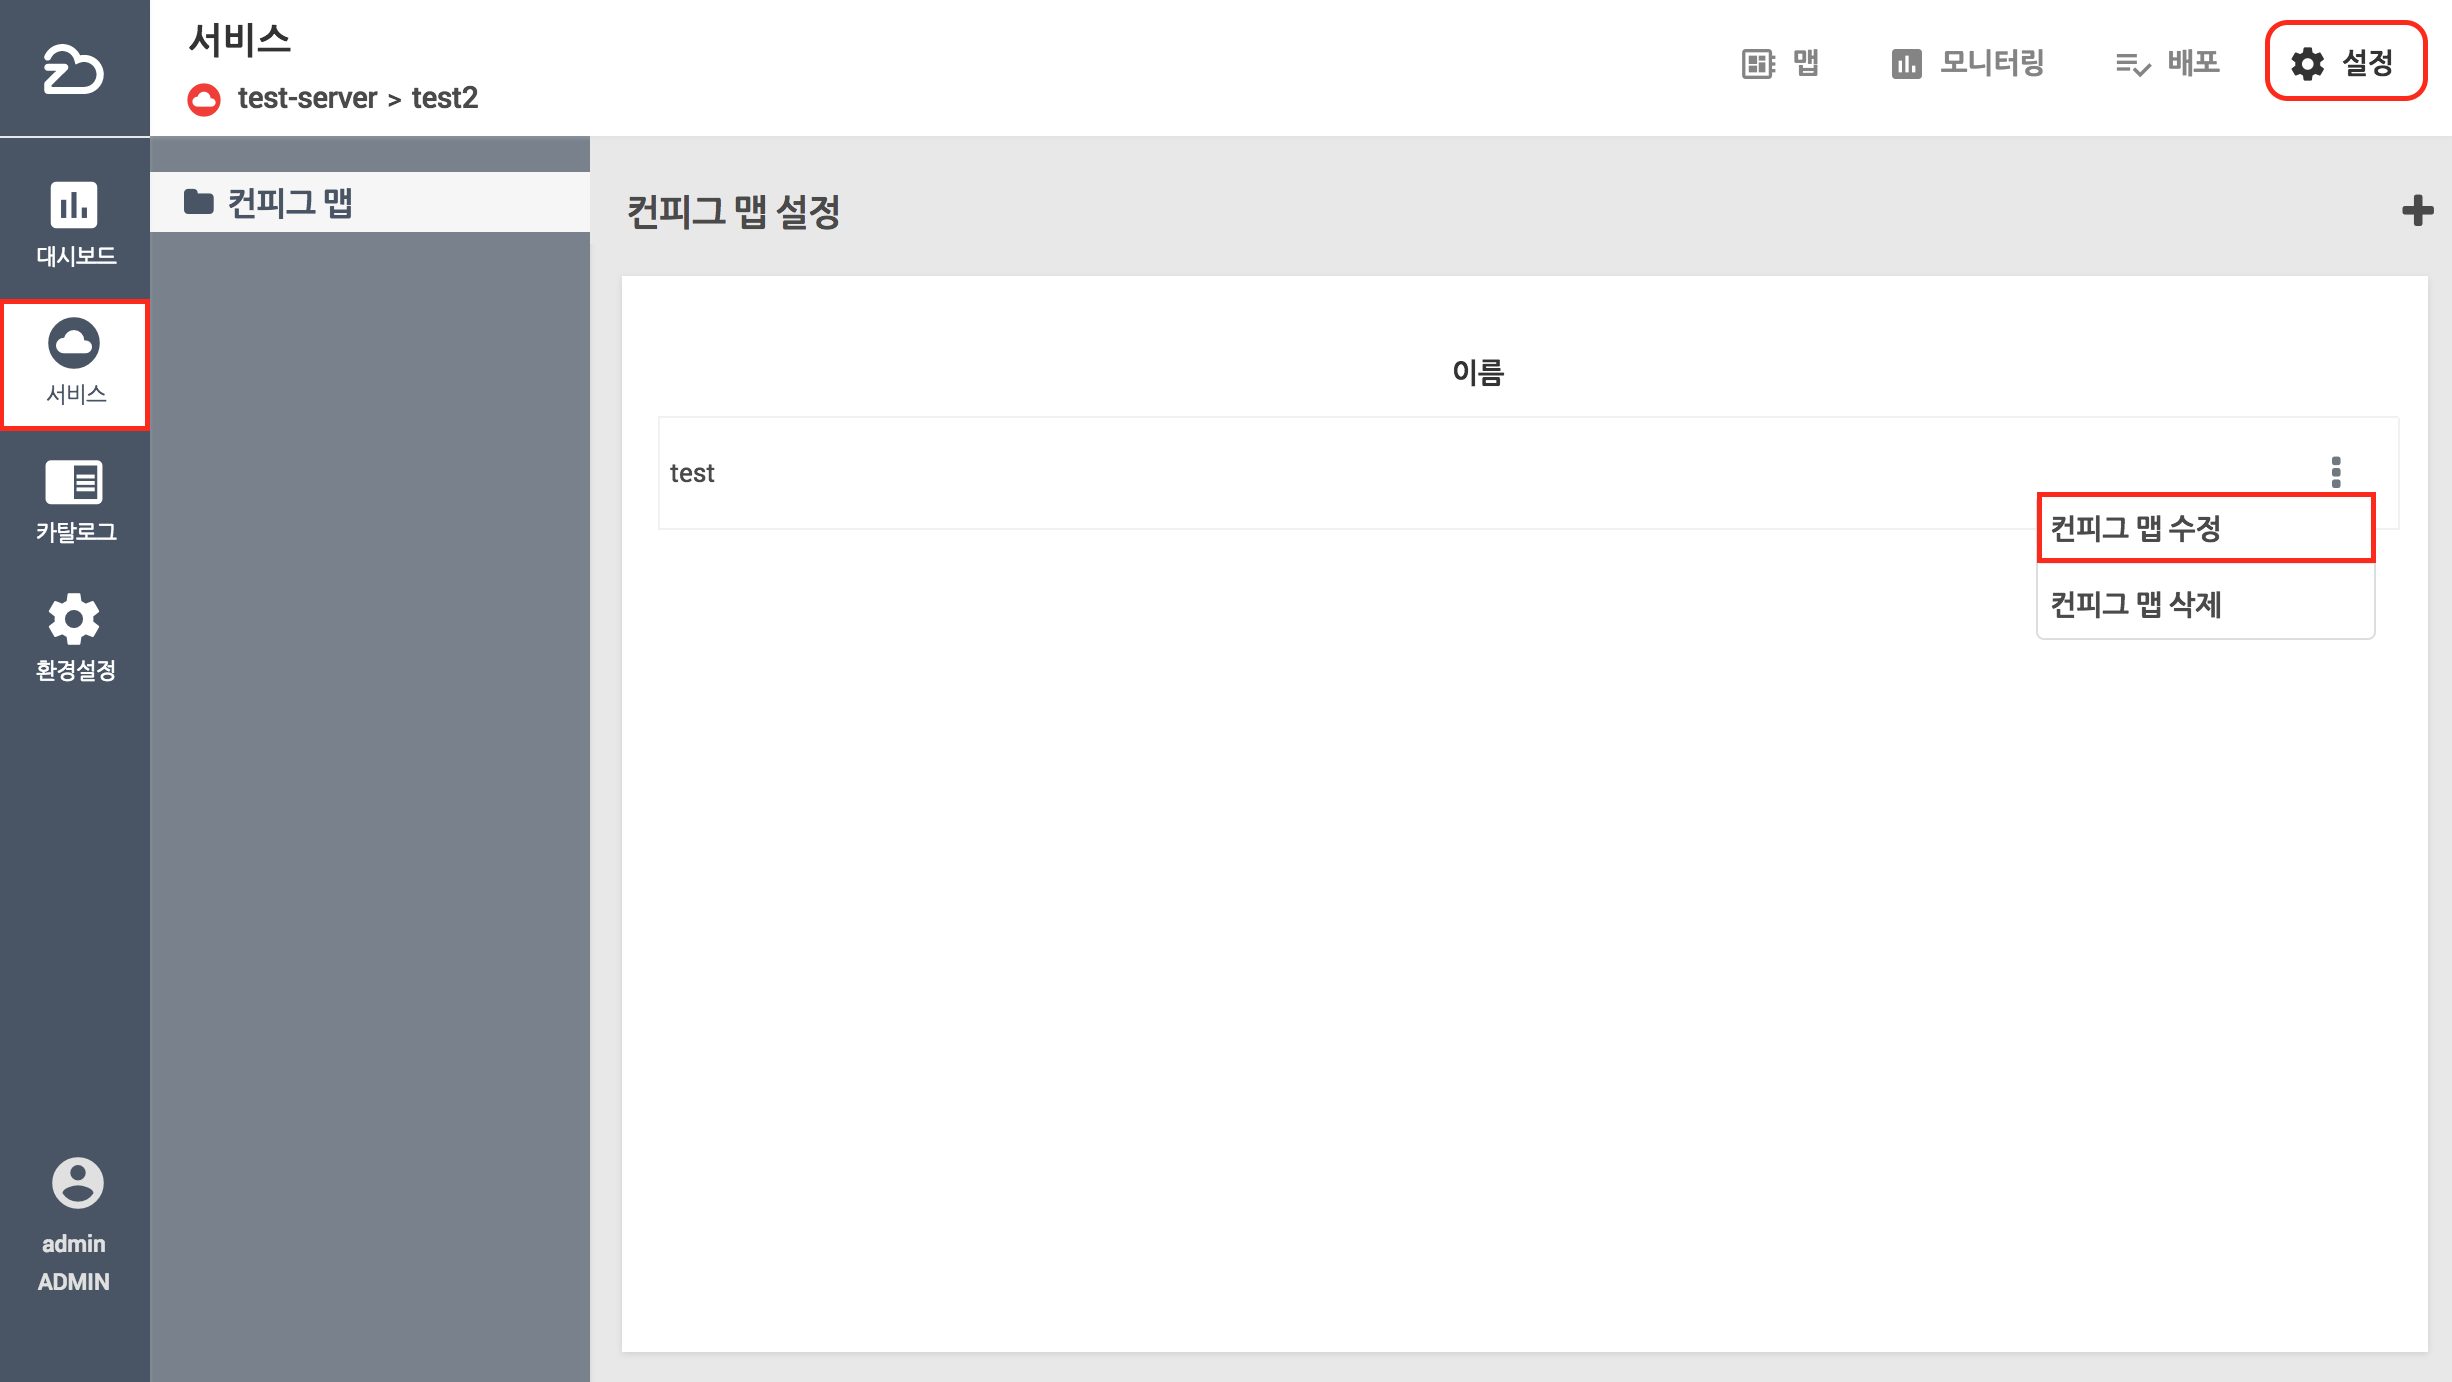 서비스
test-server > test2
맵
모니터링
배포
설정
대시보드
서비스
카탈로그
환경설정
admin
ADMIN
컨피그 맵
컨피그 맵 설정
이름
test
컨피그 맵 수정
컨피그 맵 삭제